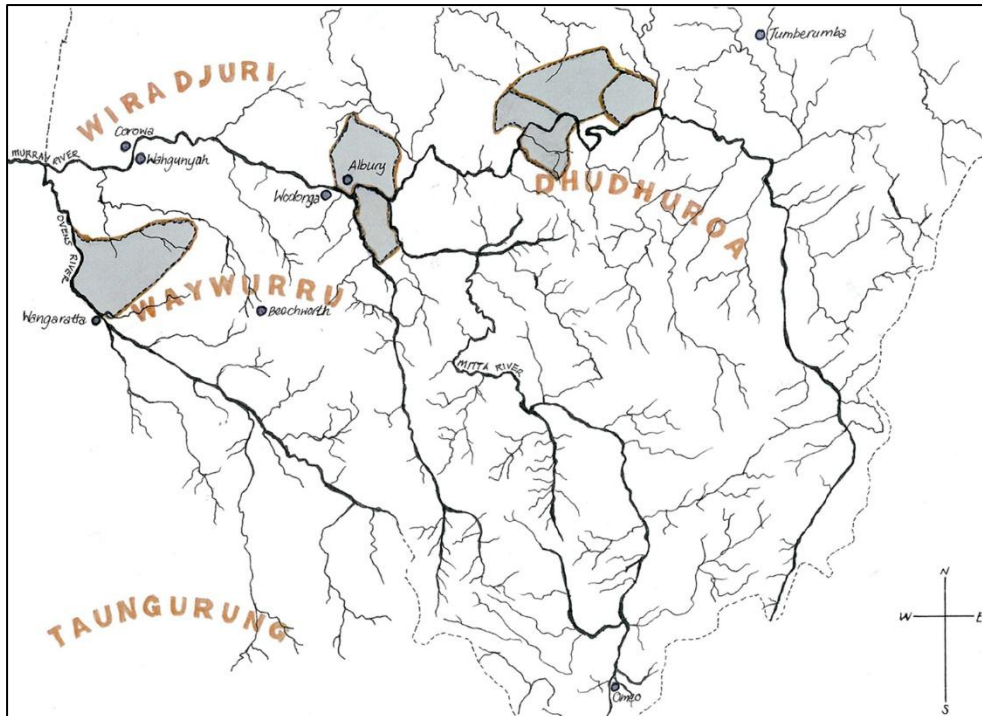 Tumberumba
WIRADJURI
Corowa
MURRAY RIVER
Wahgunyah
Albury
Wodonga
DHUDHUROA
OVENS RIVER
WAYWURRU
Beechworth
Wangaratta
MITTA RIVER
TAUNGURUNG
N
W
E
S
Omeo